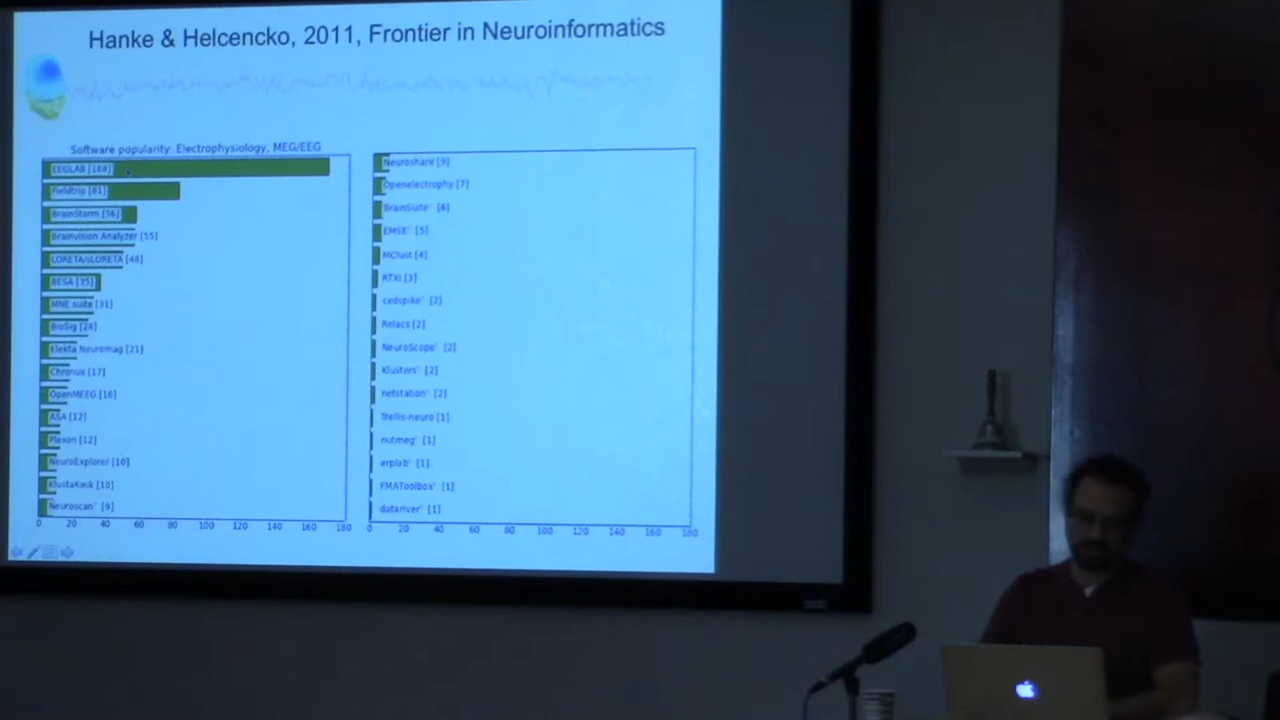 Hanke & Helcencko, 2011, Frontier in Neuroinformatics
Software popularity: Electrophysiology, MEG/EEG
EEGLAB [168]
Fieldtrip [81]
BrainStorm [56]
Brainvision Analyzer [55]
LORETA/sLORETA [48]
BESA [35]
MNE suite [31]
BioSig [28]
Elekta Neuromag [21]
Chronux [17]
OpenMEEG [16]
ASA [12]
Plexon [12]
NeuroExplorer [10]
KlustaKwik [10]
Neuroscan* [9]
0 20 40 60 80 100 120 140 160 180
Neuroshare [9]
Openelectrophy [7]
BrainSuite* [6]
EMSE* [5]
MClust [4]
RTXI [3]
cedspike* [2]
Relacs [2]
NeuroScope* [2]
Klusters* [2]
netstation* [2]
Trellis-neuro [1]
nutmeg* [1]
erplab* [1]
FMAToolbox* [1]
datariver* [1]
0 20 40 60 80 100 120 140 160 180